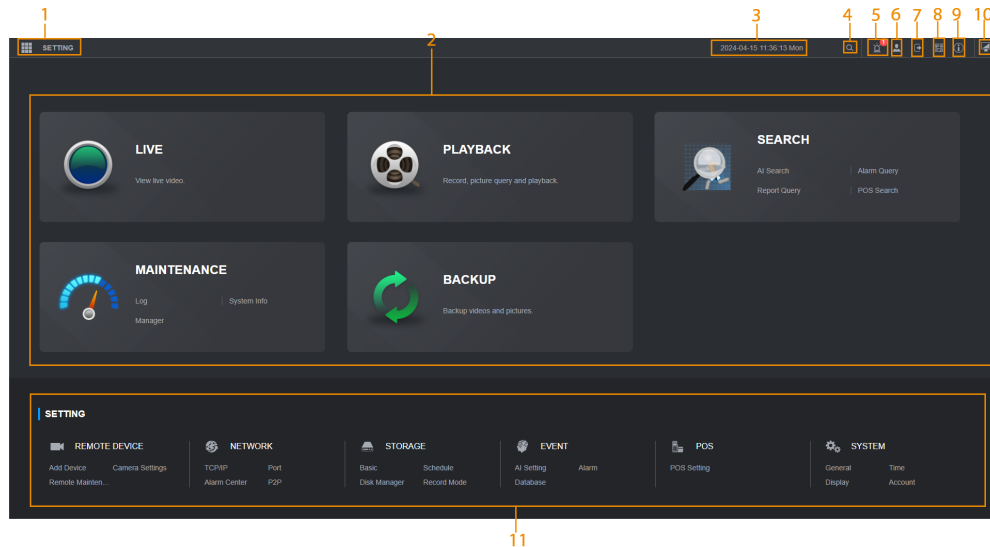 1 2 3 4 5 6 7 8 9 10
SETTING 2024-04-15 11:36:13 Mon 1
LIVE
View live video.
PLAYBACK
Record, picture query and playback.
SEARCH
AI Search Alarm Query
Report Query POS Search
MAINTENANCE
Log System Info
Manager
BACKUP
Backup videos and pictures.
SETTING
REMOTE DEVICE NETWORK STORAGE EVENT POS SYSTEM
Add Device Camera Settings TCP/IP Port Basic Schedule AI Setting Alarm POS Setting General Time
Remote Mainten... Alarm Center P2P Disk Manager Record Mode Database Display Account
11